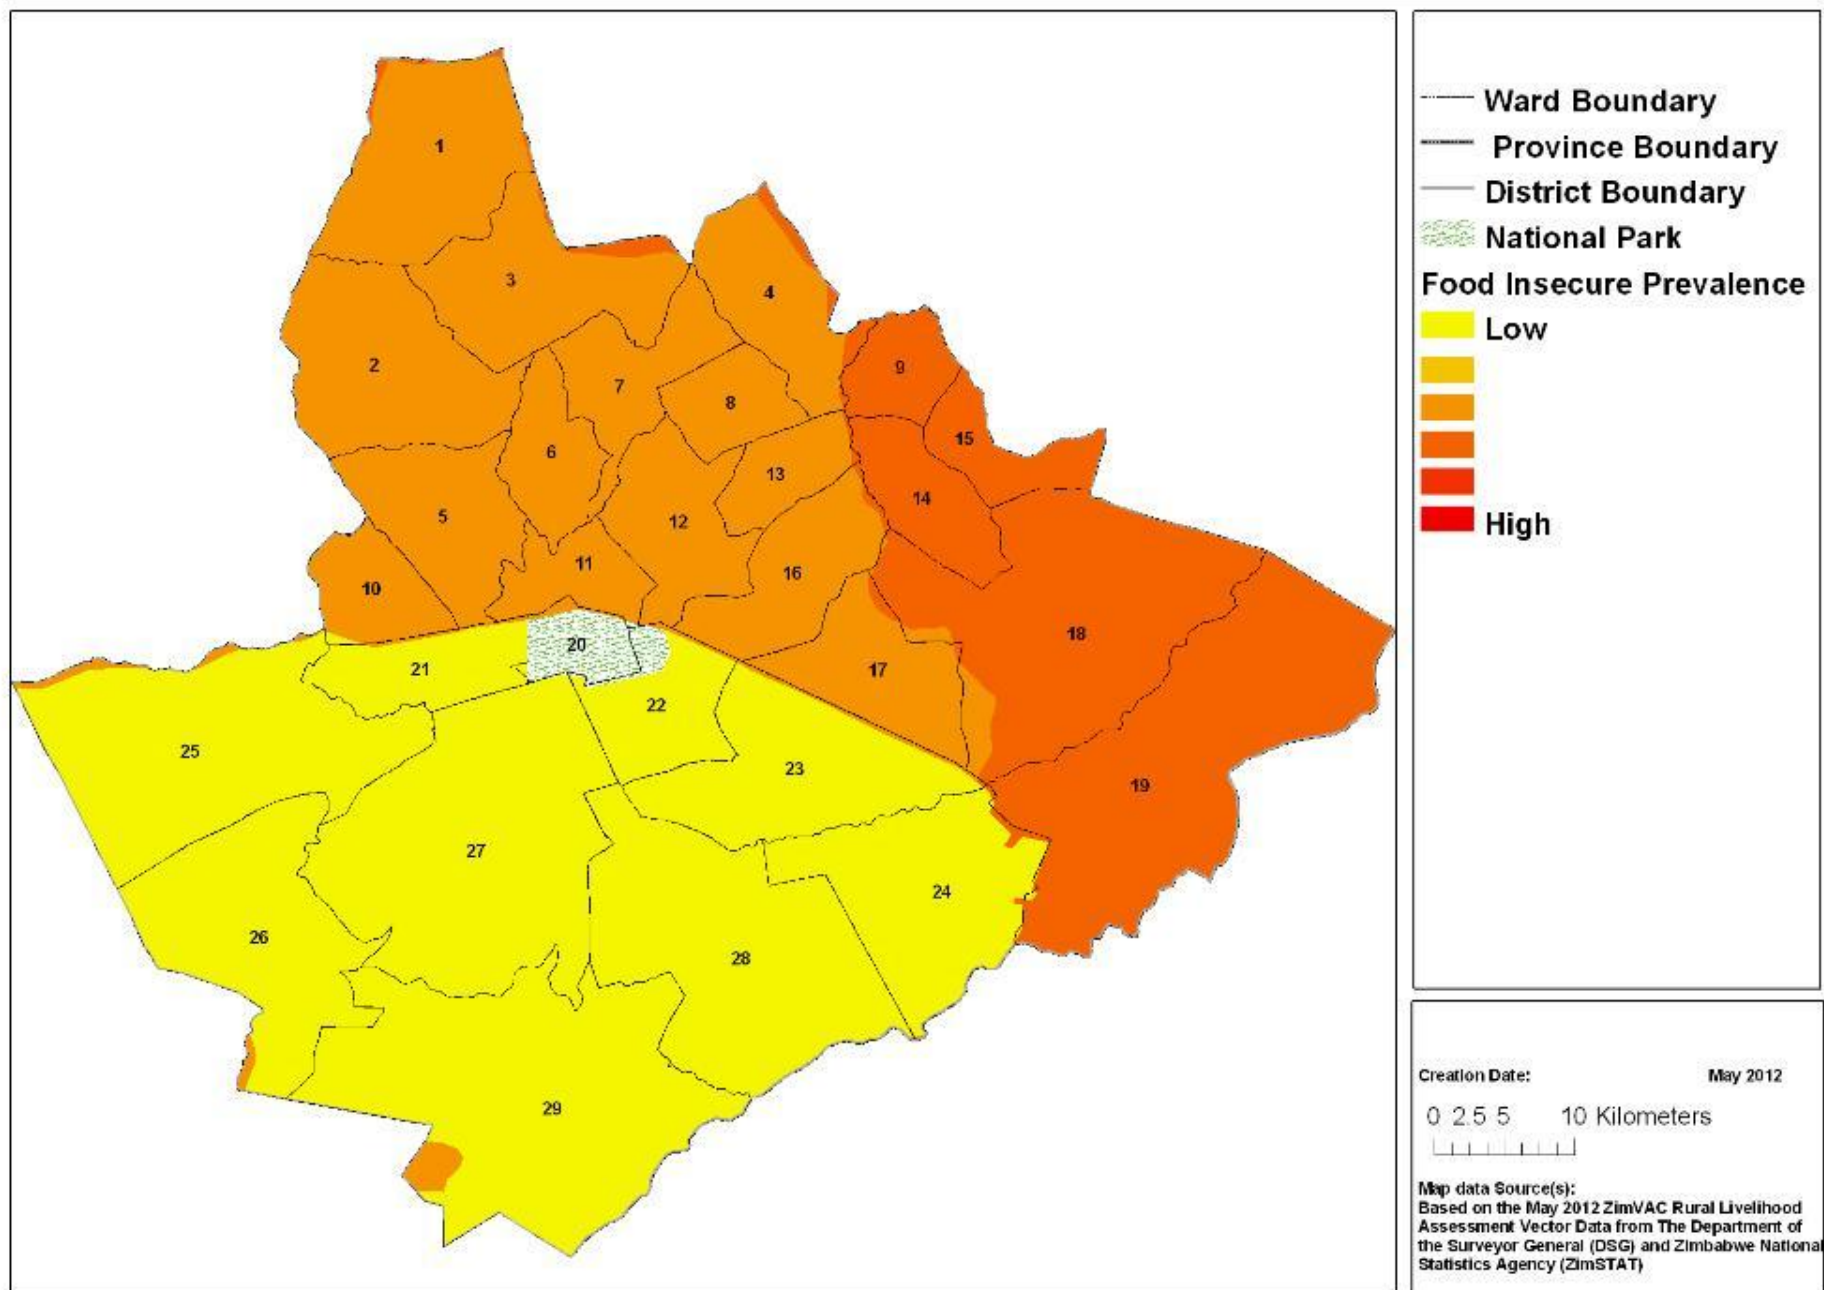 1
3
4
2
9
7
8
15
6
13
14
5
12
11
16
10
18
20
21
17
22
25
23
19
27
24
26
28
29
Ward Boundary
Province Boundary
District Boundary
National Park
Food Insecure Prevalence
Low
High
Creation Date: May 2012
0 2.5 5 10 Kilometers
Map data Source(s):
Based on the May 2012 ZimVAC Rural Livelihood
Assessment Vector Data from The Department of
the Surveyor General (DSG) and Zimbabwe National
Statistics Agency (ZimSTAT)